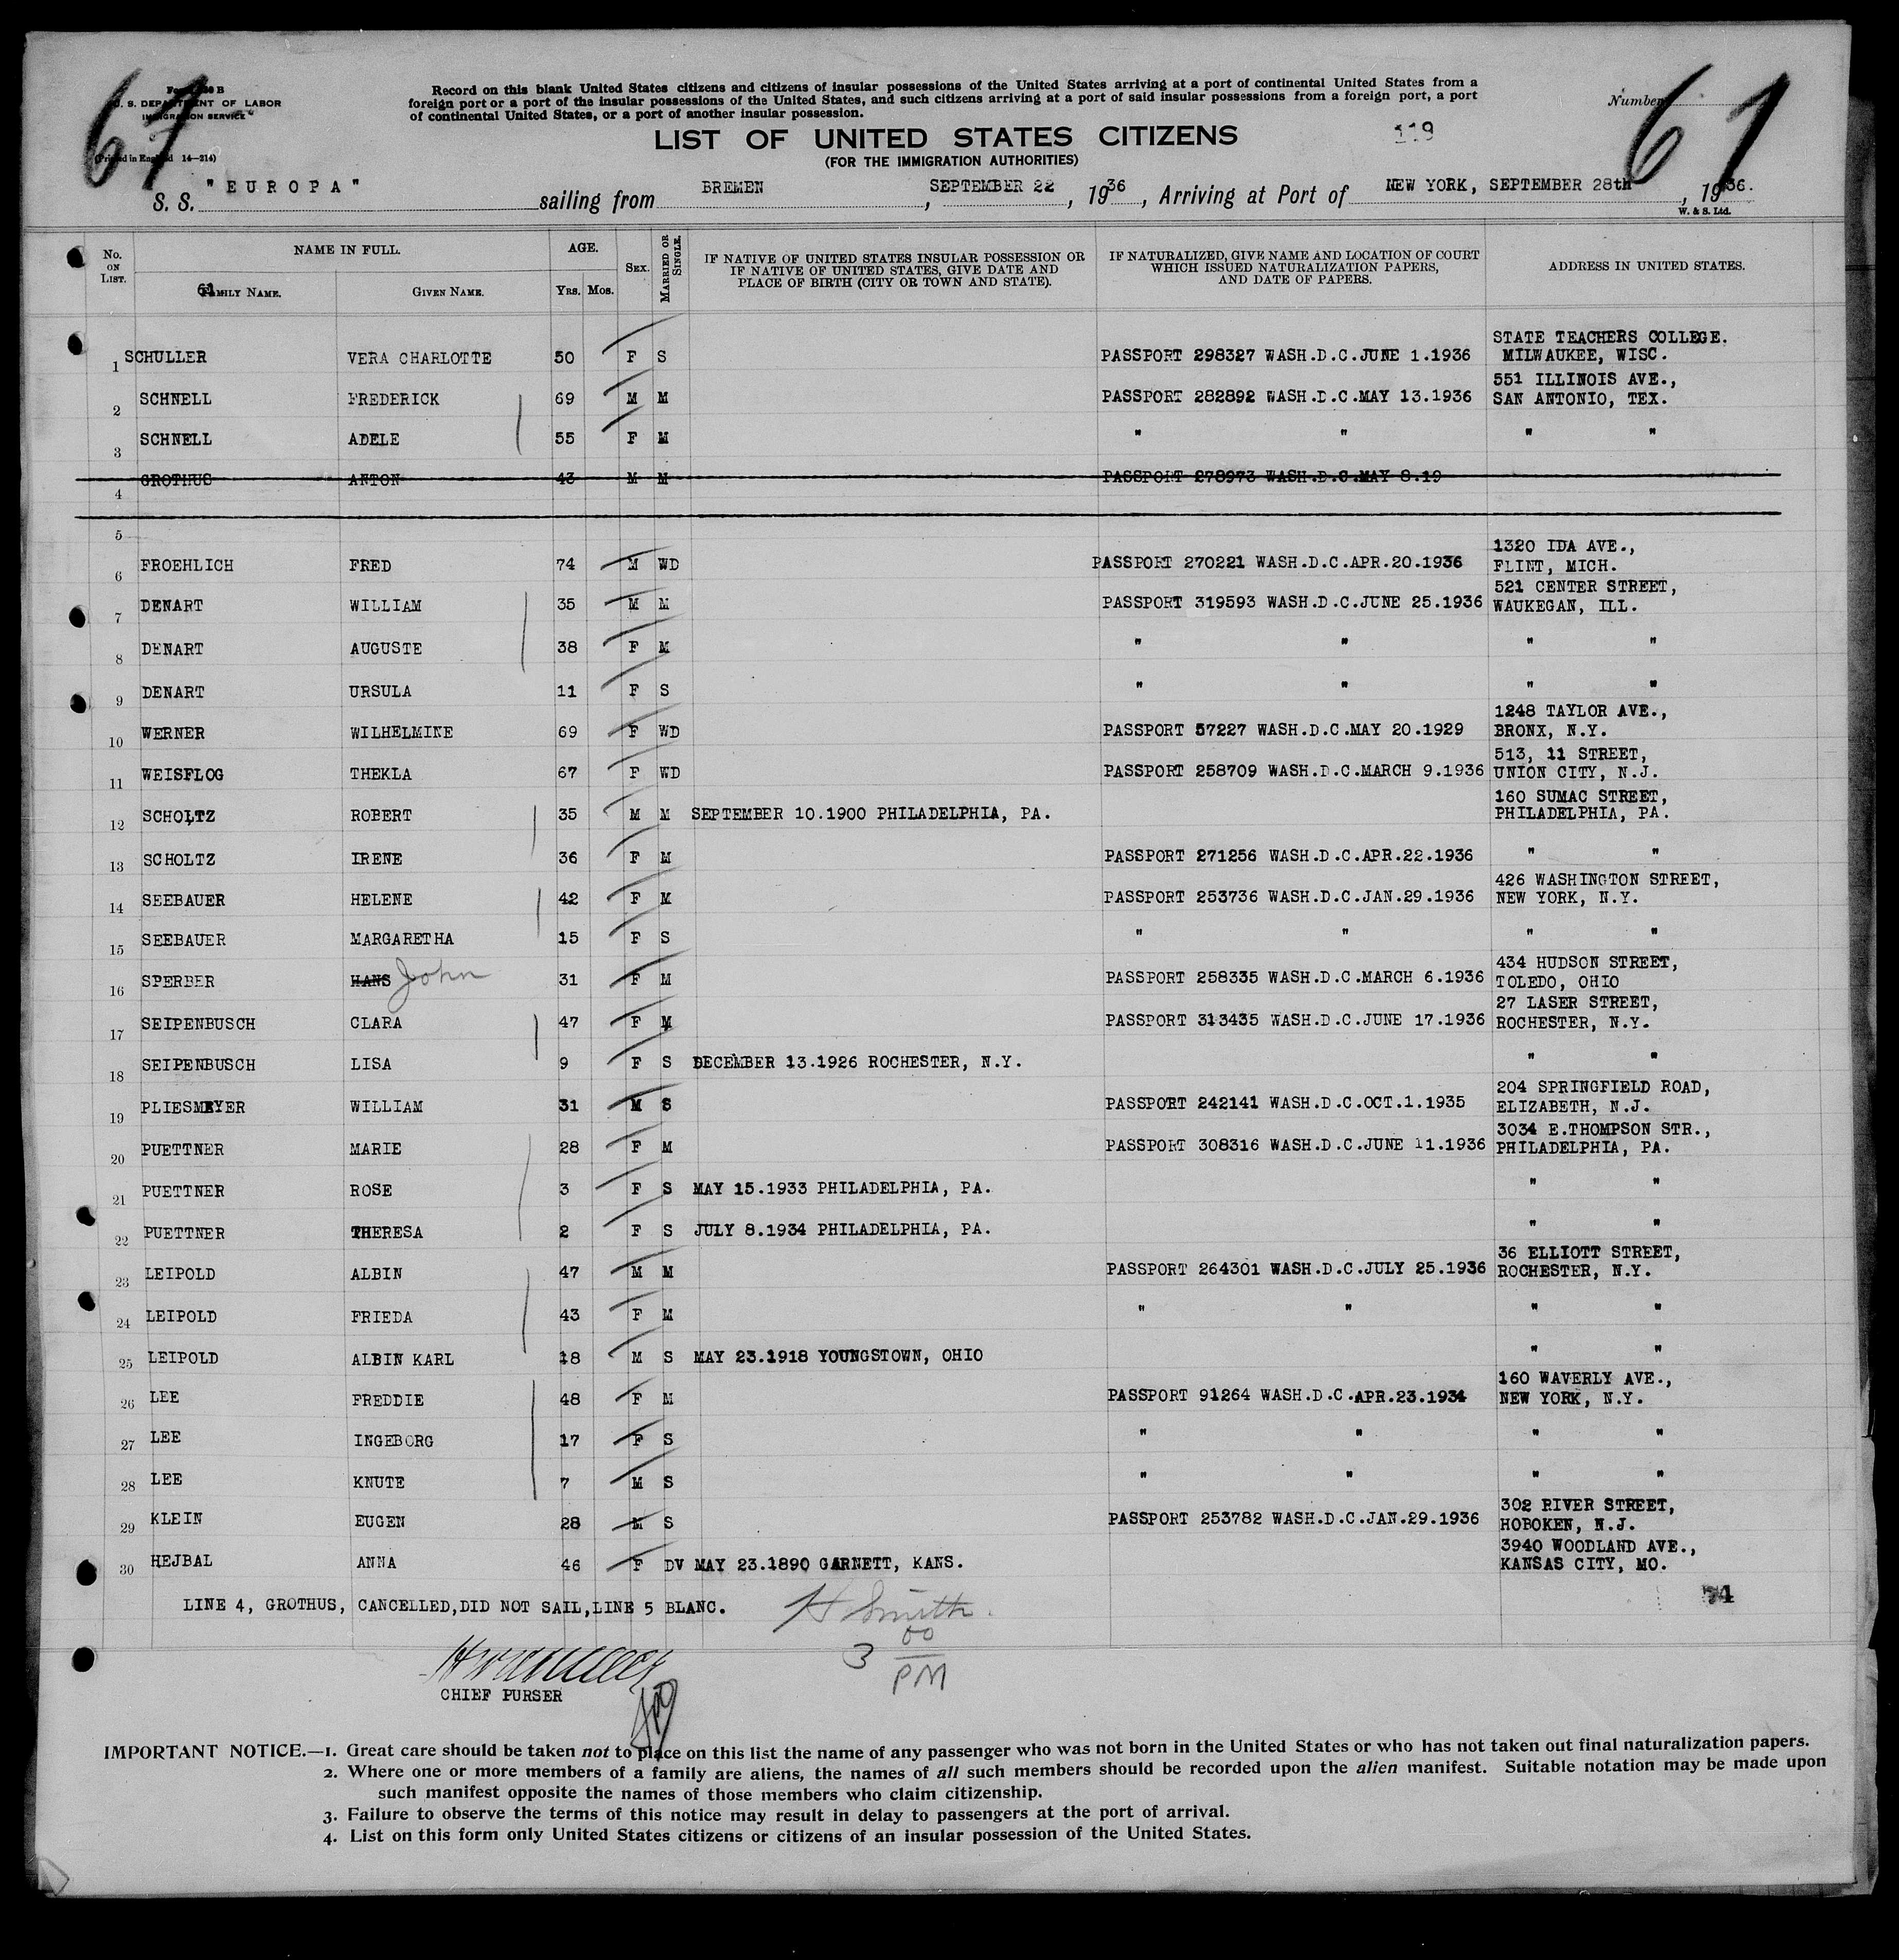 61
61
Form 630 B
U. S. DEPARTMENT OF LABOR
IMMIGRATION SERVICE
(Printed in England 14—214)
Record on this blank United States citizens and citizens of insular possessions of the United States arriving at a port of continental United States from a
foreign port or a port of the insular possessions of the United States, and such citizens arriving at a port of said insular possessions from a foreign port, a port
of continental United States, or a port of another insular possession.
Number
LIST OF UNITED STATES CITIZENS
119
(FOR THE IMMIGRATION AUTHORITIES)
S. S. "EUROPA" sailing from BREMEN, SEPTEMBER 22, 1936, Arriving at Port of NEW YORK, SEPTEMBER 28th, 1936.
W. & S. Ltd.
No. ON LIST. NAME IN FULL. AGE. SEX. MARRIED OR SINGLE. IF NATIVE OF UNITED STATES INSULAR POSSESSION OR IF NATIVE OF UNITED STATES, GIVE DATE AND PLACE OF BIRTH (CITY OR TOWN AND STATE). IF NATURALIZED, GIVE NAME AND LOCATION OF COURT WHICH ISSUED NATURALIZATION PAPERS, AND DATE OF PAPERS. ADDRESS IN UNITED STATES.
61
FAMILY NAME. GIVEN NAME. YRS. MOS.
1 SCHULLER VERA CHARLOTTE 50 F S PASSPORT 298327 WASH.D.C.JUNE 1.1936 STATE TEACHERS COLLEGE. MILWAUKEE, WISC.
2 SCHNELL FREDERICK 69 M M PASSPORT 282892 WASH.D.C.MAY 13.1936 551 ILLINOIS AVE., SAN ANTONIO, TEX.
3 SCHNELL ADELE 55 F M " " " "
4 GROTHUS ANTON 43 M M PASSPORT 278973 WASH.D.C.MAY 8.19
5
6 FROEHLICH FRED 74 M WD PASSPORT 270221 WASH.D.C.APR.20.1936 1320 IDA AVE., FLINT, MICH.
7 DENART WILLIAM 35 M M PASSPORT 319593 WASH.D.C.JUNE 25.1936 521 CENTER STREET, WAUKEGAN, ILL.
8 DENART AUGUSTE 38 F M " " " "
9 DENART URSULA 11 F S " " " "
10 WERNER WILHELMINE 69 F WD PASSPORT 57227 WASH.D.C.MAY 20.1929 1248 TAYLOR AVE., BRONX, N.Y.
11 WEISFLOG THEKLA 67 F WD PASSPORT 258709 WASH.D.C.MARCH 9.1936 513, 11 STREET, UNION CITY, N.J.
12 SCHOLTZ ROBERT 35 M M SEPTEMBER 10.1900 PHILADELPHIA, PA. 160 SUMAC STREET, PHILADELPHIA, PA.
13 SCHOLTZ IRENE 36 F M PASSPORT 271256 WASH.D.C.APR.22.1936 " "
14 SEEBAUER HELENE 42 F M PASSPORT 253736 WASH.D.C.JAN.29.1936 426 WASHINGTON STREET, NEW YORK, N.Y.
15 SEEBAUER MARGARETHA 15 F S " " " "
16 SPERBER HANS John 31 F M PASSPORT 258335 WASH.D.C.MARCH 6.1936 434 HUDSON STREET, TOLEDO, OHIO
17 SEIPENBUSCH CLARA 47 F M PASSPORT 313435 WASH.D.C.JUNE 17.1936 27 LASER STREET, ROCHESTER, N.Y.
18 SEIPENBUSCH LISA 9 F S DECEMBER 13.1926 ROCHESTER, N.Y. " "
19 PLIESMEYER WILLIAM 31 M S PASSPORT 242141 WASH.D.C.OCT.1.1935 204 SPRINGFIELD ROAD, ELIZABETH, N.J.
20 PUETTNER MARIE 28 F M PASSPORT 308316 WASH.D.C.JUNE 11.1936 3034 E.THOMPSON STR., PHILADELPHIA, PA.
21 PUETTNER ROSE 3 F S MAY 15.1933 PHILADELPHIA, PA. " "
22 PUETTNER THERESA 2 F S JULY 8.1934 PHILADELPHIA, PA. " "
23 LEIPOLD ALBIN 47 M M PASSPORT 264301 WASH.D.C.JULY 25.1936 36 ELLIOTT STREET, ROCHESTER, N.Y.
24 LEIPOLD FRIEDA 43 F M " " " "
25 LEIPOLD ALBIN KARL 18 M S MAY 23.1918 YOUNGSTOWN, OHIO " "
26 LEE FREDDIE 48 F M PASSPORT 91264 WASH.D.C.APR.23.1934 160 WAVERLY AVE., NEW YORK, N.Y.
27 LEE INGEBORG 17 F S " " " "
28 LEE KNUTE 7 M S " " " "
29 KLEIN EUGEN 28 M S PASSPORT 253782 WASH.D.C.JAN.29.1936 302 RIVER STREET, HOBOKEN, N.J.
30 HEJBAL ANNA 46 F DV MAY 23.1890 GARNETT, KANS. 3940 WOODLAND AVE., KANSAS CITY, MO.
LINE 4, GROTHUS, CANCELLED,DID NOT SAIL,LINE 5 BLANC.
74
H Smith
3 00 PM
CHIEF PURSER
IMPORTANT NOTICE.—1. Great care should be taken not to place on this list the name of any passenger who was not born in the United States or who has not taken out final naturalization papers.
2. Where one or more members of a family are aliens, the names of all such members should be recorded upon the alien manifest. Suitable notation may be made upon
such manifest opposite the names of those members who claim citizenship.
3. Failure to observe the terms of this notice may result in delay to passengers at the port of arrival.
4. List on this form only United States citizens or citizens of an insular possession of the United States.